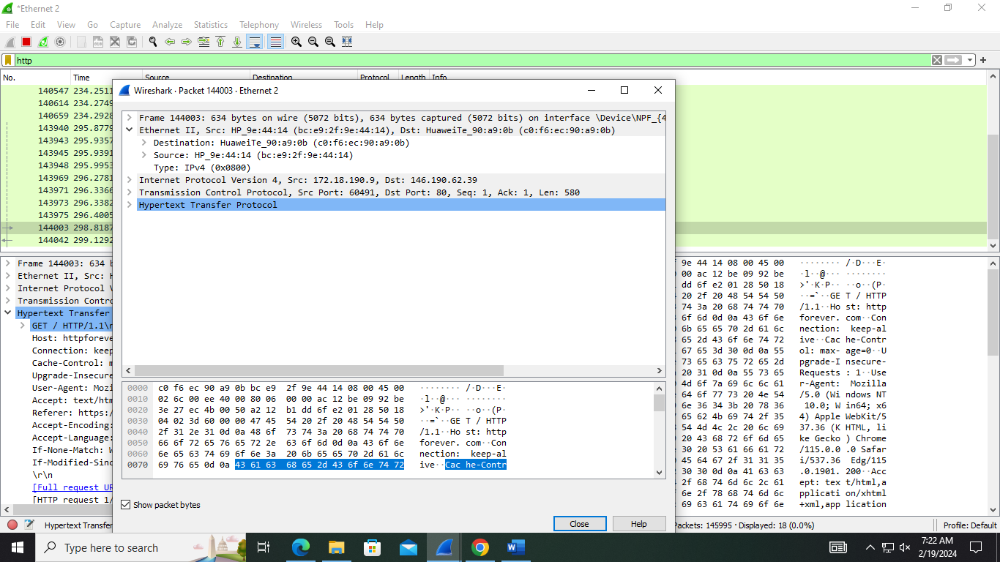 *Ethernet 2
File Edit View Go Capture Analyze Statistics Telephony Wireless Tools Help
http
No. Time Source Destination Protocol Length Info
140547 234.2511
140614 234.2749
140659 234.2928
143940 295.8779
143943 295.9357
143945 295.9391
143948 295.9953
143969 296.2781
143971 296.3366
143973 296.3382
143975 296.4005
144003 298.8187
144042 299.1292
Wireshark · Packet 144003 · Ethernet 2
Frame 144003: 634 bytes on wire (5072 bits), 634 bytes captured (5072 bits) on interface \Device\NPF_{4
Ethernet II, Src: HP_9e:44:14 (bc:e9:2f:9e:44:14), Dst: HuaweiTe_90:a9:0b (c0:f6:ec:90:a9:0b)
Destination: HuaweiTe_90:a9:0b (c0:f6:ec:90:a9:0b)
Source: HP_9e:44:14 (bc:e9:2f:9e:44:14)
Type: IPv4 (0x0800)
Internet Protocol Version 4, Src: 172.18.190.9, Dst: 146.190.62.39
Transmission Control Protocol, Src Port: 60491, Dst Port: 80, Seq: 1, Ack: 1, Len: 580
Hypertext Transfer Protocol
0000 c0 f6 ec 90 a9 0b bc e9 2f 9e 44 14 08 00 45 00 ········ /·D···E·
0010 02 6c 00 ee 40 00 80 06 00 00 ac 12 be 09 92 be ·l··@··· ········
0020 3e 27 ec 4b 00 50 a2 12 b1 dd 6f e2 01 28 50 18 >'·K·P·· ··o··(P·
0030 04 02 3d 60 00 00 47 45 54 20 2f 20 48 54 54 50 ··=`··GE T / HTTP
0040 2f 31 2e 31 0d 0a 48 6f 73 74 3a 20 68 74 74 70 /1.1··Ho st: http
0050 66 6f 72 65 76 65 72 2e 63 6f 6d 0d 0a 43 6f 6e forever. com··Con
0060 6e 65 63 74 69 6f 6e 3a 20 6b 65 65 70 2d 61 6c nection: keep-al
0070 69 76 65 0d 0a 43 61 63 68 65 2d 43 6f 6e 74 72 ive··Cac he-Contr
Show packet bytes
Close Help
Frame 144003: 634 b
Ethernet II, Src: H
Internet Protocol V
Transmission Contro
Hypertext Transfer
GET / HTTP/1.1\r
Host: httpforeve
Connection: keep
Cache-Control: m
Upgrade-Insecure
User-Agent: Mozi
Accept: text/htm
Referer: https:/
Accept-Encoding:
Accept-Language:
If-None-Match: W
If-Modified-Sinc
\r\n
[Full request UR
[HTTP request 1/
9e 44 14 08 00 45 00 ········ /·D···E·
00 ac 12 be 09 92 be ·l··@··· ········
dd 6f e2 01 28 50 18 >'·K·P·· ··o··(P·
20 2f 20 48 54 54 50 ··=`··GE T / HTTP
74 3a 20 68 74 74 70 /1.1··Ho st: http
6f 6d 0d 0a 43 6f 6e forever. com··Con
6b 65 65 70 2d 61 6c nection: keep-al
65 2d 43 6f 6e 74 72 ive··Cac he-Contr
67 65 3d 30 0d 0a 55 ol: max- age=0··U
65 73 65 63 75 72 65 2d pgrade-I nsecure-
20 31 0d 0a 55 73 65 Requests : 1··Use
4d 6f 7a 69 6c 6c 61 r-Agent: Mozilla
64 6f 77 73 20 4e 54 /5.0 (Wi ndows NT
6e 36 34 3b 20 78 36 10.0; W in64; x6
65 62 4b 69 74 2f 35 4) Apple WebKit/5
54 4d 4c 2c 20 6c 69 37.36 (K HTML, li
20 43 68 72 6f 6d 65 ke Gecko ) Chrome
30 20 53 61 66 61 72 /115.0.0 .0 Safar
45 64 67 2f 31 31 35 i/537.36 Edg/115
30 30 0d 0a 41 63 63 .0.1901. 200··Acc
2f 68 74 6d 6c 2c 61 ept: tex t/html,a
6e 2f 78 68 74 6d 6c pplicati on/xhtml
69 63 61 74 69 6f 6e +xml,app lication
Hypertext Transfer
Packets: 145995 · Displayed: 18 (0.0%)
Profile: Default
Type here to search
7:22 AM
2/19/2024